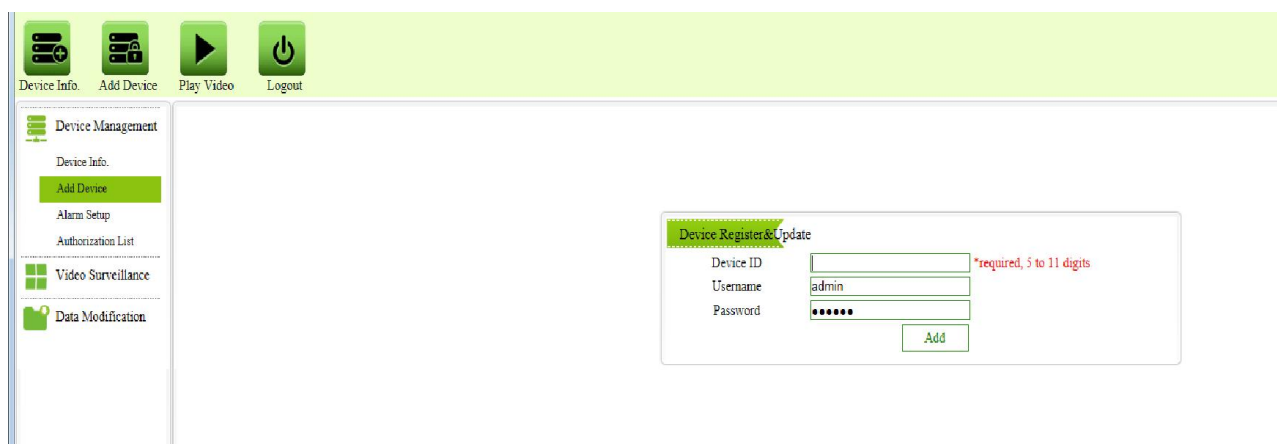 Device Info. Add Device Play Video Logout
Device Management
Device Info.
Add Device
Alarm Setup
Authorization List
Video Surveillance
Data Modification
Device Register&Update
Device ID *required, 5 to 11 digits
Username admin
Password ●●●●●●
Add